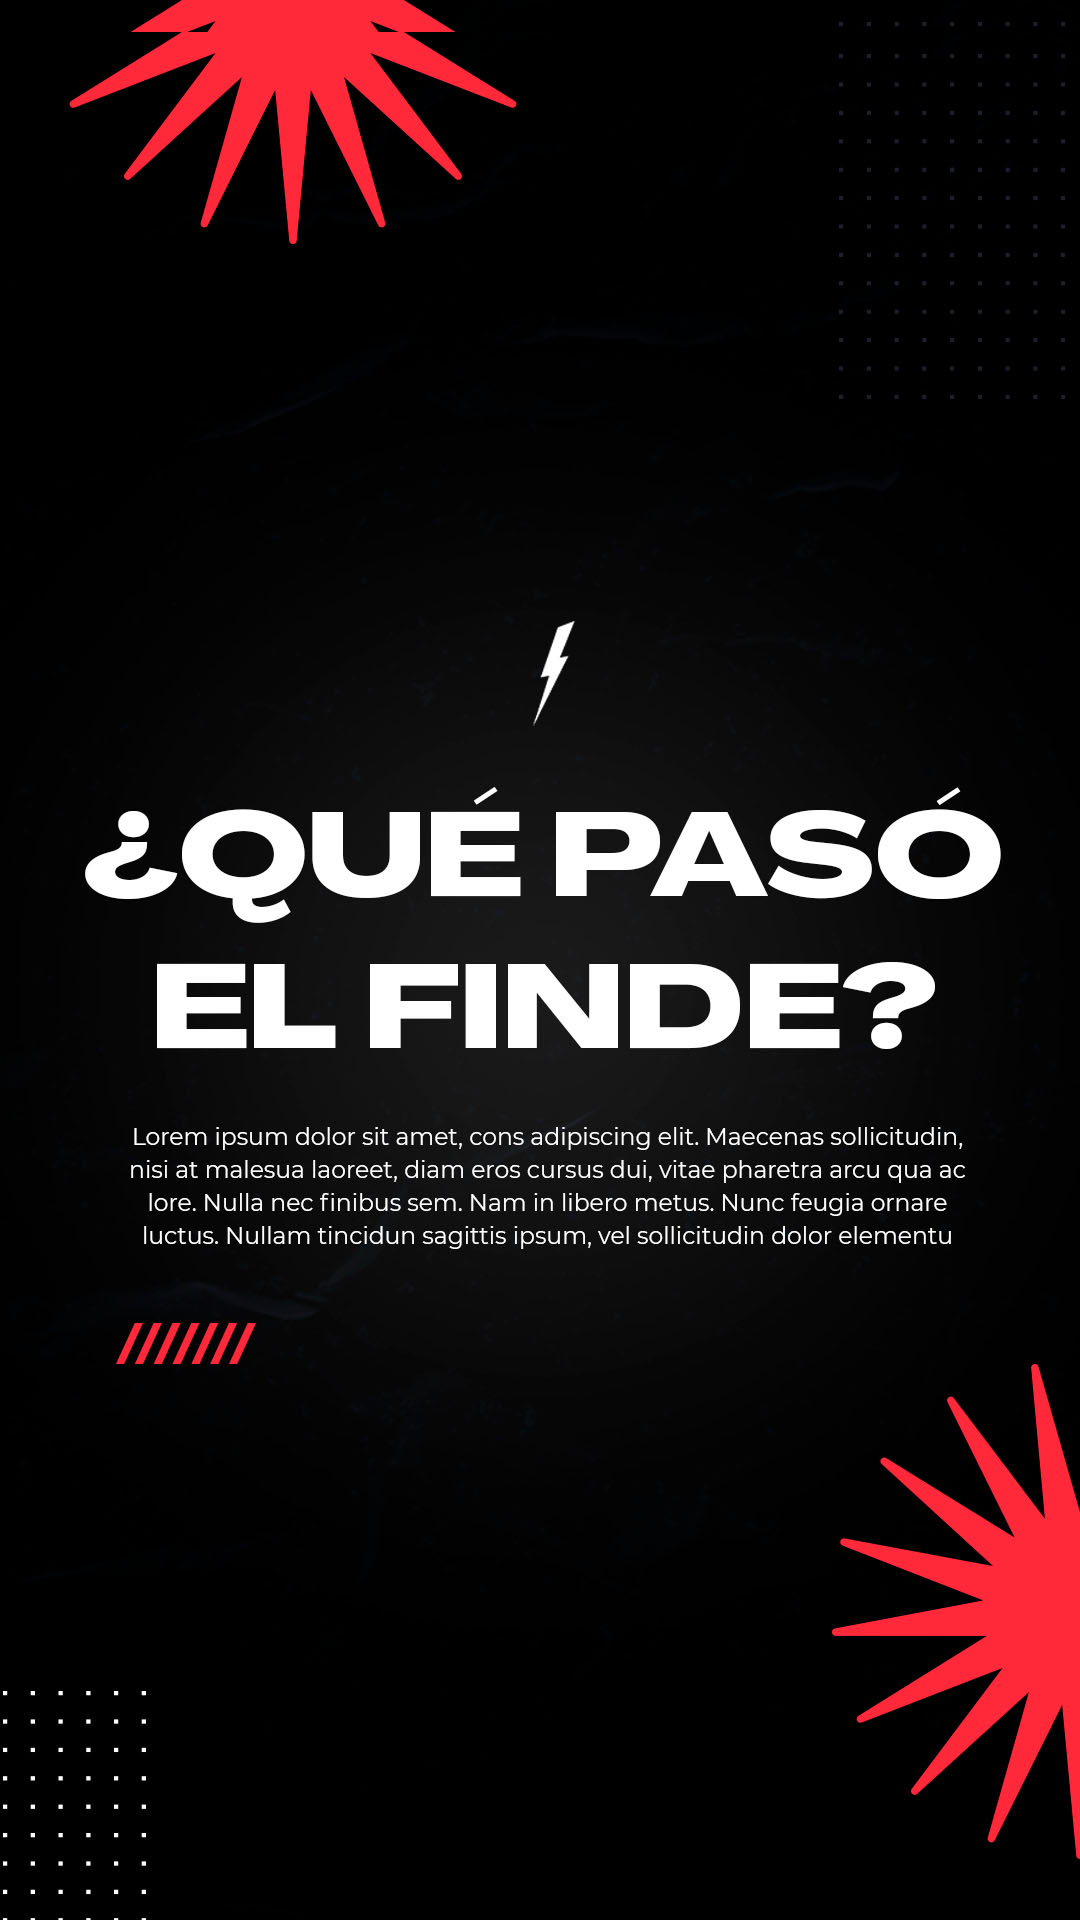 ¿QUÉ PASÓ
EL FINDE?
Lorem ipsum dolor sit amet, cons adipiscing elit. Maecenas sollicitudin,
nisi at malesua laoreet, diam eros cursus dui, vitae pharetra arcu qua ac
lore. Nulla nec finibus sem. Nam in libero metus. Nunc feugia ornare
luctus. Nullam tincidun sagittis ipsum, vel sollicitudin dolor elementu